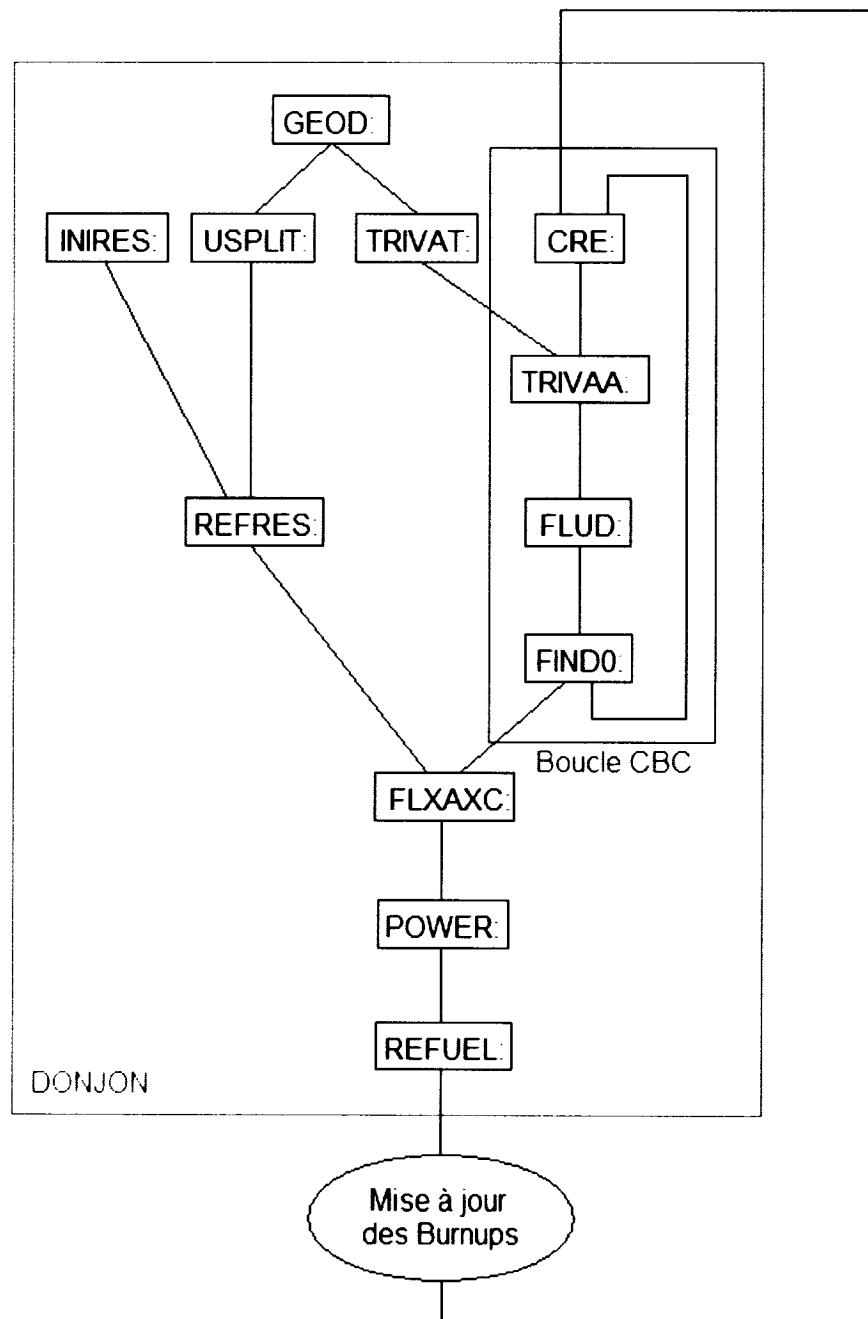 GEOD:
INIRES:
USPLIT:
TRIVAT:
CRE:
TRIVAA:
REFRES:
FLUD:
FIND0:
Boucle CBC
FLXAXC:
POWER:
REFUEL:
DONJON
Mise à jour
des Burnups